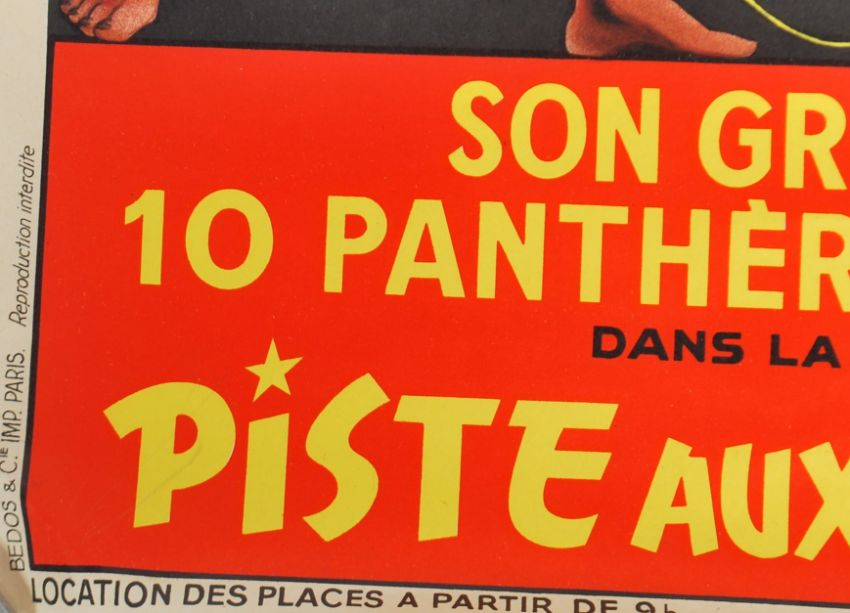 SON GR
10 PANTHÈR
DANS LA
PISTE AUX
LOCATION DES PLACES A PARTIR DE 9h
BEDOS & Cie IMP. PARIS. Reproduction interdite